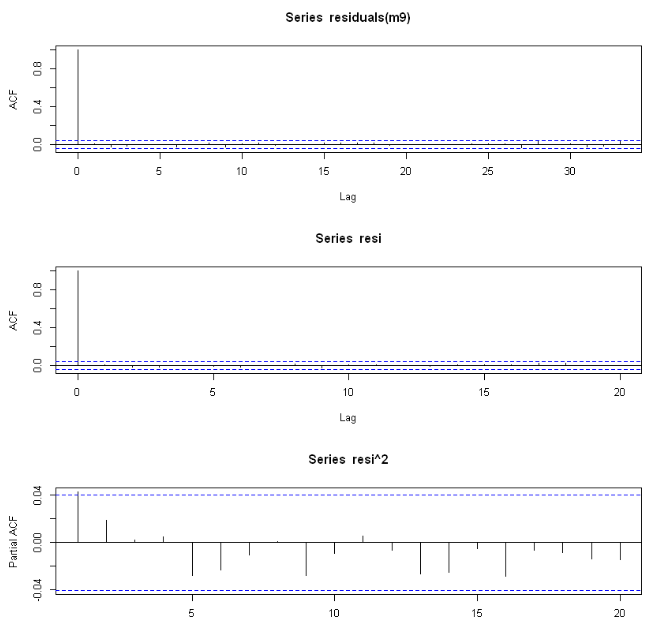 Series residuals(m9)
ACF
0.8
0.4
0.0
0 5 10 15 20 25 30
Lag
Series resi
ACF
0.8
0.4
0.0
0 5 10 15 20
Lag
Series resi^2
Partial ACF
0.04
0.00
-0.04
5 10 15 20